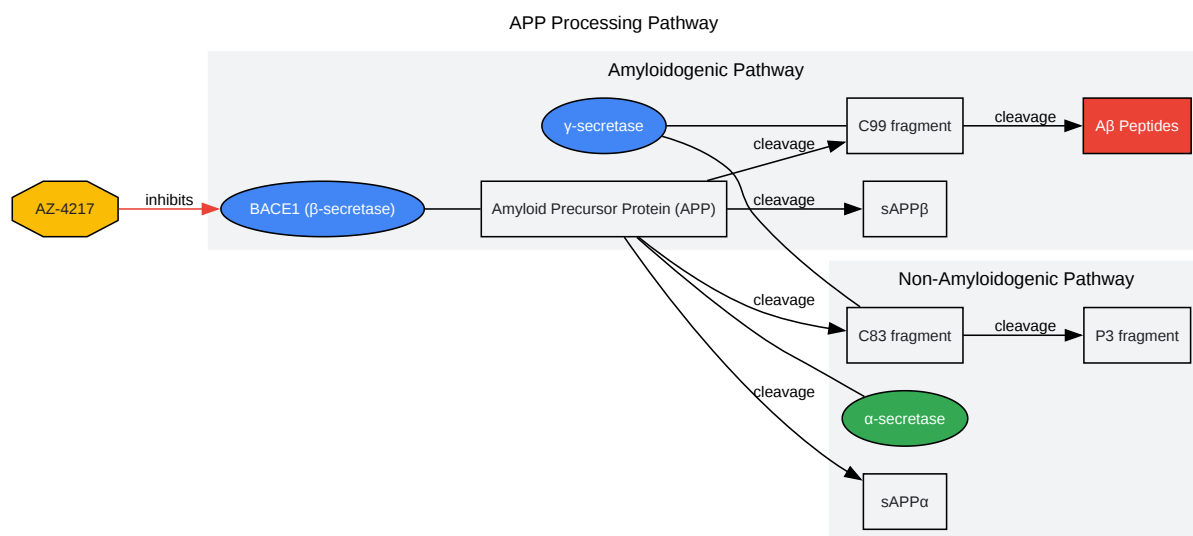 APP Processing Pathway
Amyloidogenic Pathway
γ-secretase
C99 fragment
cleavage
Aβ Peptides
cleavage
AZ-4217
inhibits
BACE1 (β-secretase)
Amyloid Precursor Protein (APP)
cleavage
sAPPβ
Non-Amyloidogenic Pathway
cleavage
C83 fragment
cleavage
P3 fragment
cleavage
α-secretase
sAPPα